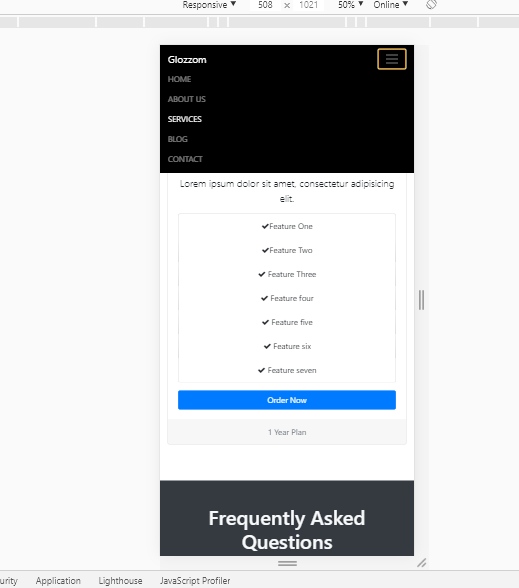 Responsive ▼ 508 × 1021 50% ▼ Online ▼
Glozzom
HOME
ABOUT US
SERVICES
BLOG
CONTACT
Lorem ipsum dolor sit amet, consectetur adipisicing
elit.
✔Feature One
✔Feature Two
✔ Feature Three
✔ Feature four
✔ Feature five
✔ Feature six
✔ Feature seven
Order Now
1 Year Plan
Frequently Asked
Questions
urity Application Lighthouse JavaScript Profiler